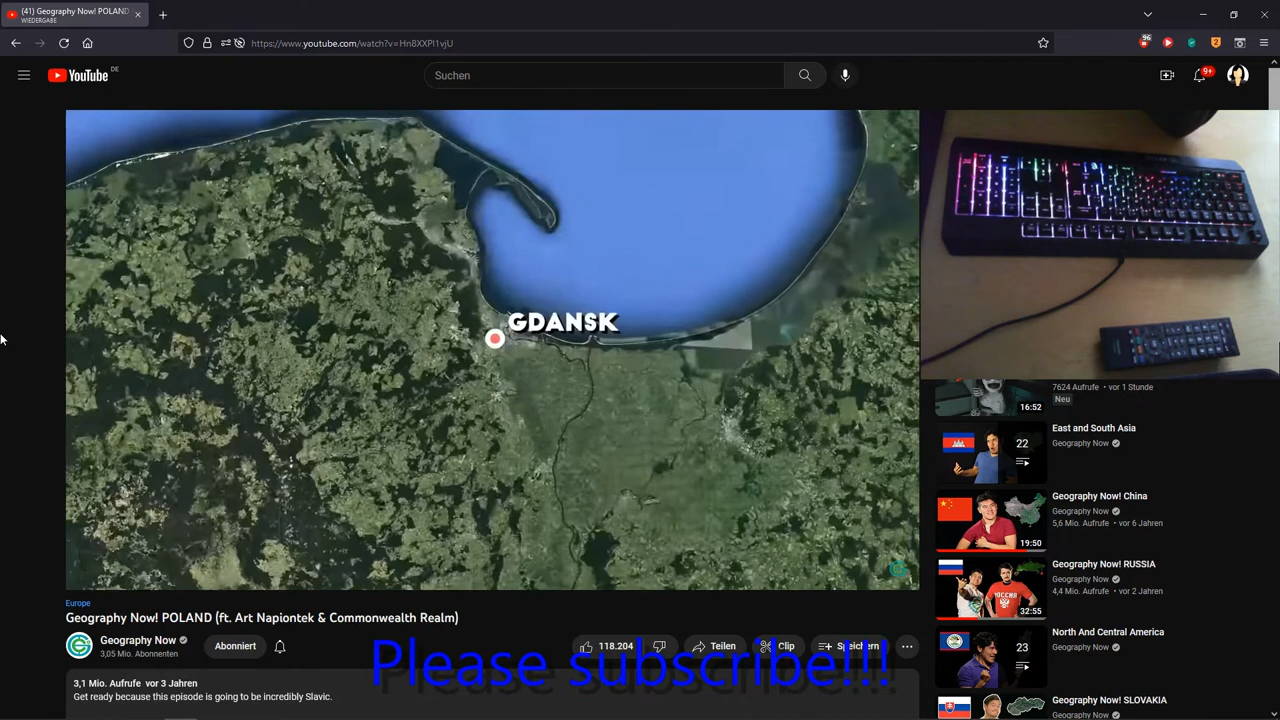 (41) Geography Now! POLAND
WIEDERGABE
https://www.youtube.com/watch?v=Hn8XXPl1vjU
96
2
YouTube DE
Suchen
9+
GDANSK
7624 Aufrufe • vor 1 Stunde
Neu
16:52
East and South Asia
Geography Now
22
Geography Now! China
Geography Now
5,6 Mio. Aufrufe • vor 6 Jahren
19:50
Geography Now! RUSSIA
Geography Now
4,4 Mio. Aufrufe • vor 2 Jahren
32:55
North And Central America
Geography Now
23
Geography Now! SLOVAKIA
Geography Now
Europe
Geography Now! POLAND (ft. Art Napiontek & Commonwealth Realm)
Geography Now
3,05 Mio. Abonnenten
Abonniert
118.204
Teilen
Clip
Speichern
Please subscribe!!!
3,1 Mio. Aufrufe vor 3 Jahren
Get ready because this episode is going to be incredibly Slavic.